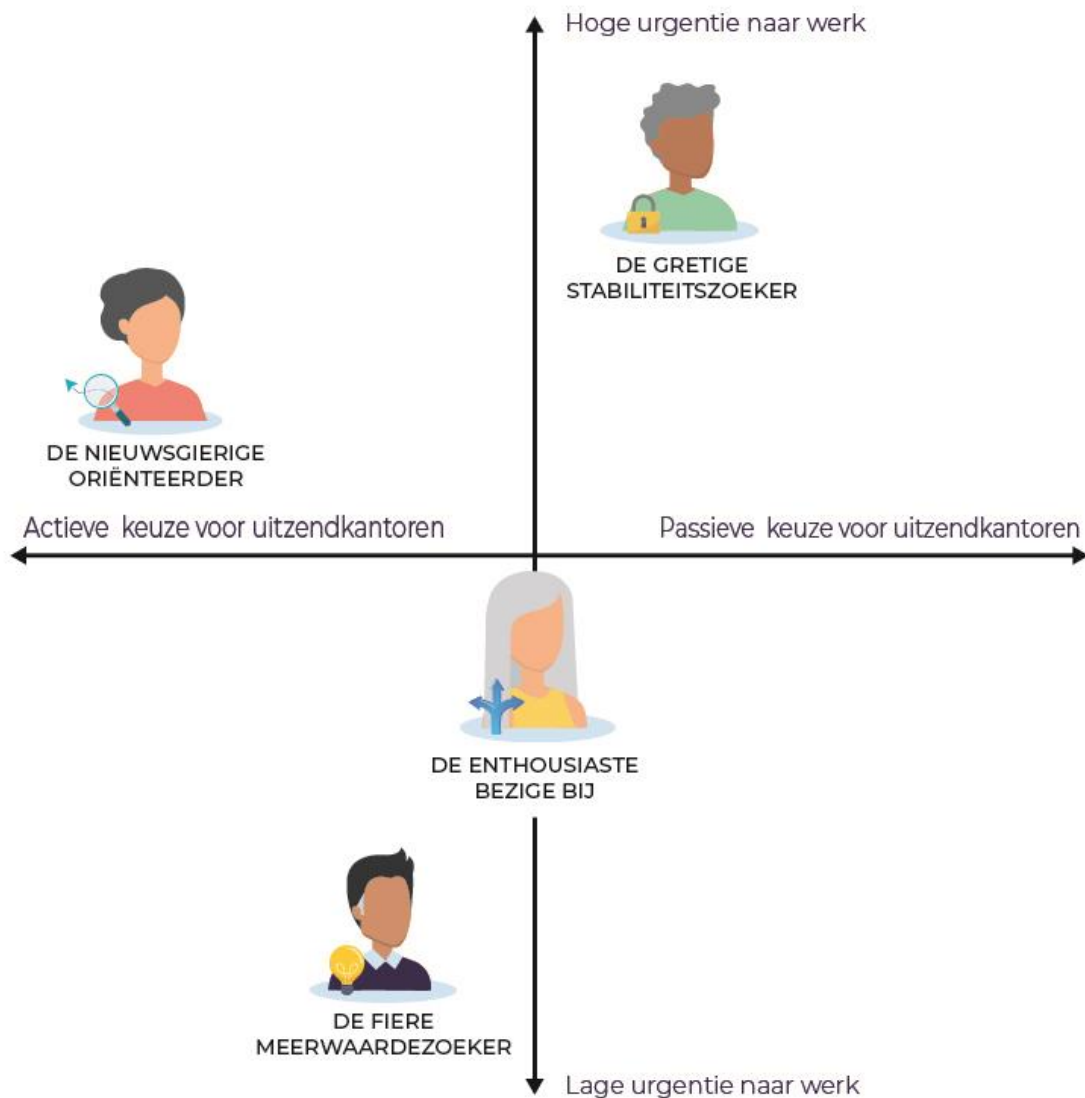 Hoge urgentie naar werk
DE GRETIGE
STABILITEITSZOEKER
DE NIEUWSGIERIGE
ORIËNTEERDER
Actieve keuze voor uitzendkantoren
Passieve keuze voor uitzendkantoren
DE ENTHOUSIASTE
BEZIGE BIJ
DE FIERE
MEERWAARDEZOEKER
Lage urgentie naar werk